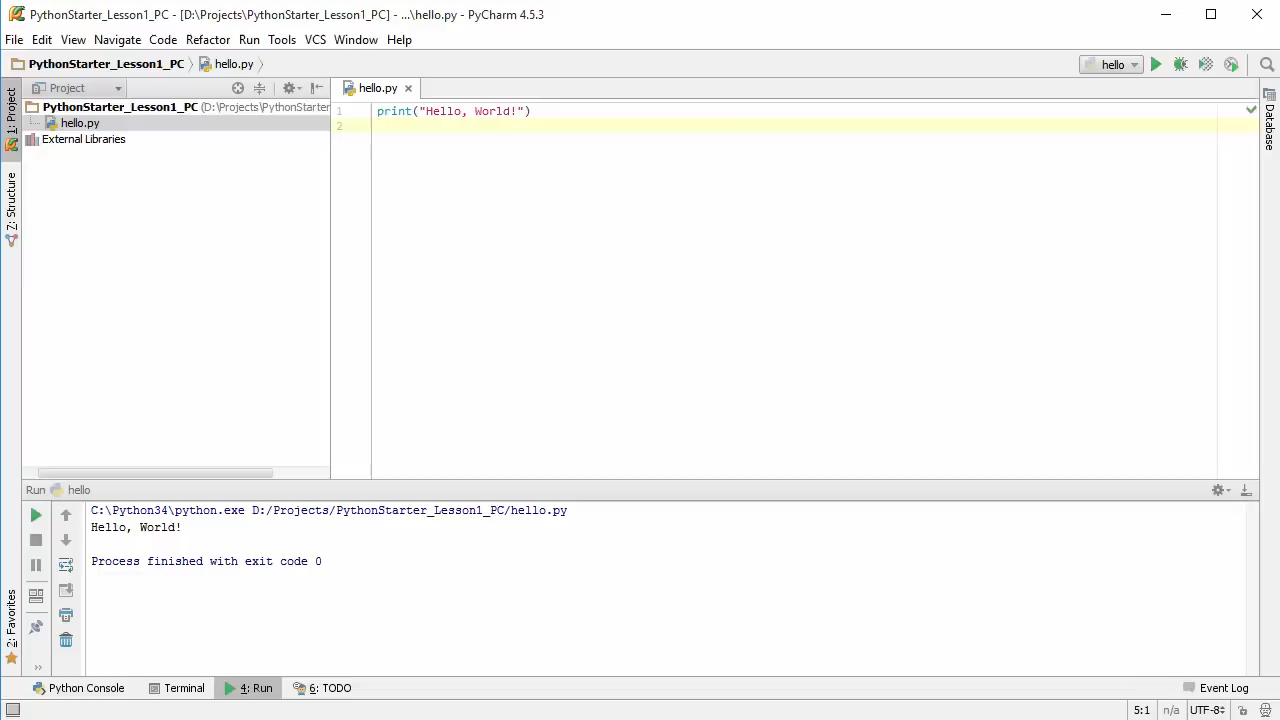 PythonStarter_Lesson1_PC - [D:\Projects\PythonStarter_Lesson1_PC] - ...\hello.py - PyCharm 4.5.3
File Edit View Navigate Code Refactor Run Tools VCS Window Help
PythonStarter_Lesson1_PC hello.py hello
1: Project
Project
hello.py
PythonStarter_Lesson1_PC (D:\Projects\PythonStarter
hello.py
External Libraries
1 print("Hello, World!")
2
Database
Z: Structure
2: Favorites
Run hello
C:\Python34\python.exe D:/Projects/PythonStarter_Lesson1_PC/hello.py
Hello, World!
Process finished with exit code 0
Python Console Terminal 4: Run 6: TODO Event Log
5:1 n/a UTF-8